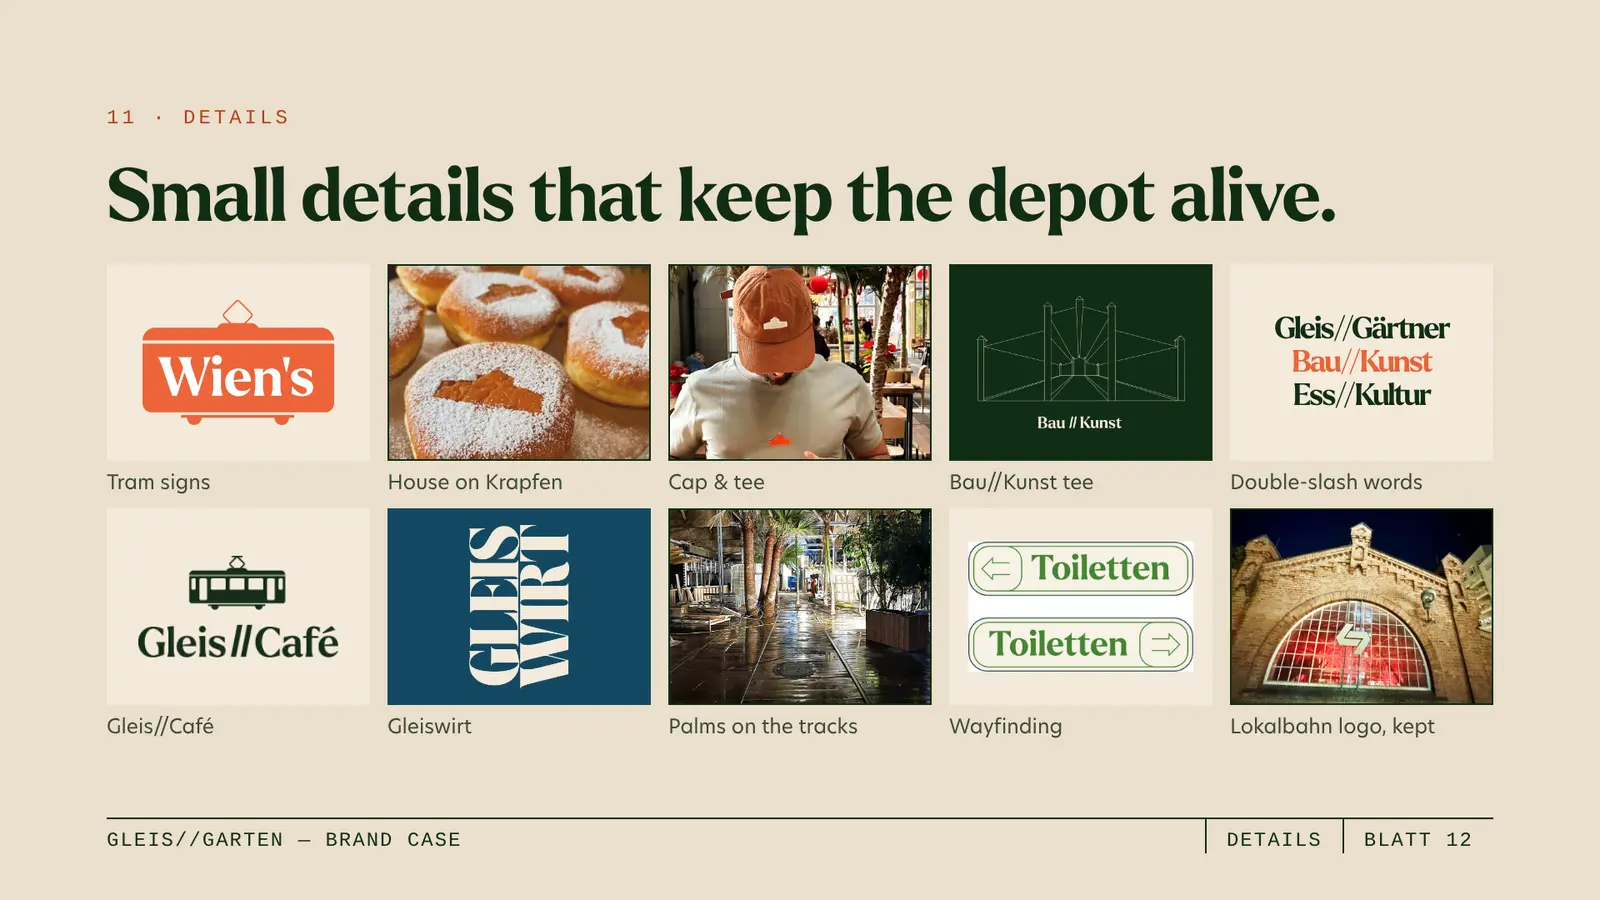 11 · DETAILS
Small details that keep the depot alive.
Wien's
Bau // Kunst
Gleis//Gärtner
Bau//Kunst
Ess//Kultur
Tram signs
House on Krapfen
Cap & tee
Bau//Kunst tee
Double-slash words
Gleis//Café
GLEIS
WIRT
Toiletten
Toiletten
Gleis//Café
Gleiswirt
Palms on the tracks
Wayfinding
Lokalbahn logo, kept
GLEIS//GARTEN — BRAND CASE
DETAILS
BLATT 12